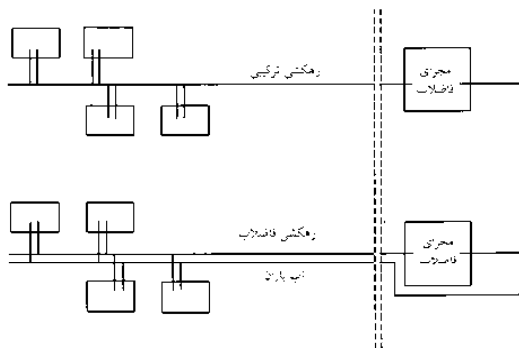 زهکشی ترکیبی
مجرای
فاضلاب
زهکشی فاضلاب
آب باران
مجرای
فاضلاب